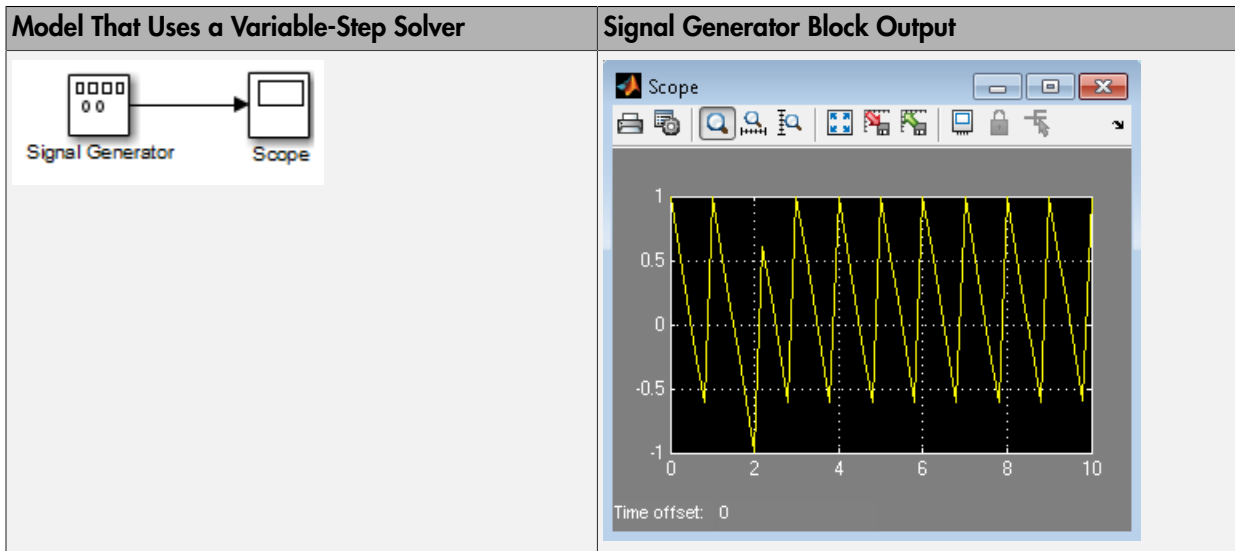 Model That Uses a Variable-Step Solver
Signal Generator Block Output
Signal Generator
Scope
Scope
1
0.5
0
-0.5
-1
0 2 4 6 8 10
Time offset: 0